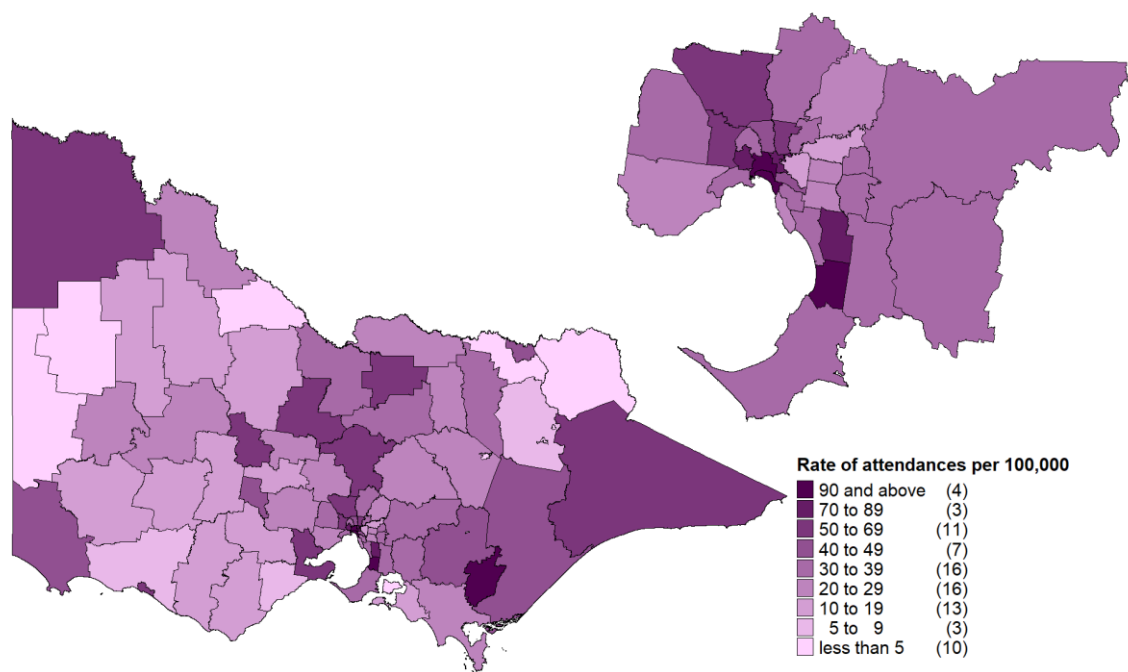 Rate of attendances per 100,000
90 and above (4)
70 to 89 (3)
50 to 69 (11)
40 to 49 (7)
30 to 39 (16)
20 to 29 (16)
10 to 19 (13)
5 to 9 (3)
less than 5 (10)